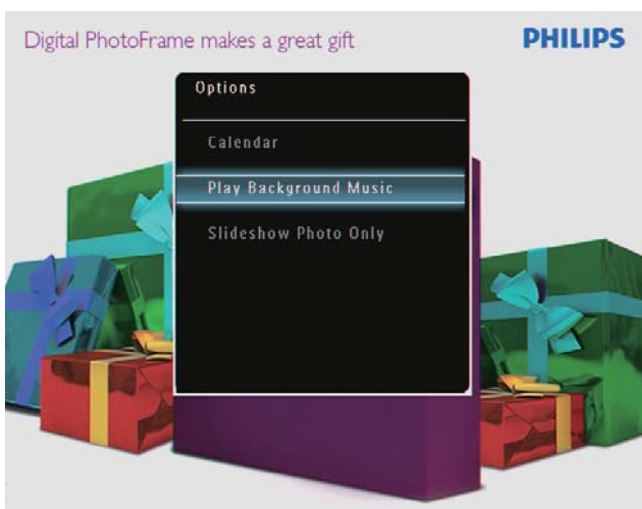 Digital PhotoFrame makes a great gift
PHILIPS
Options
Calendar
Play Background Music
Slideshow Photo Only